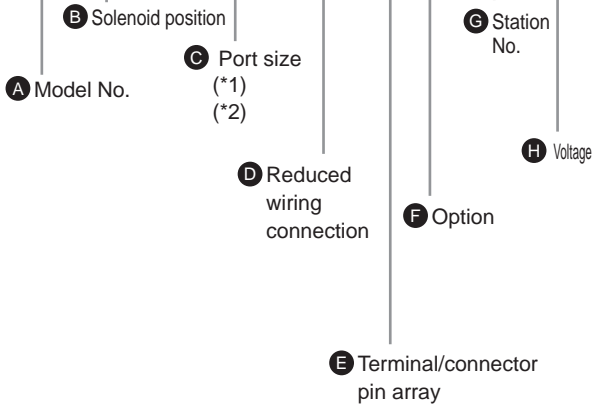 B Solenoid position
G Station
No.
C Port size
(*1)
(*2)
A Model No.
H Voltage
D Reduced
wiring
connection
F Option
E Terminal/connector
pin array